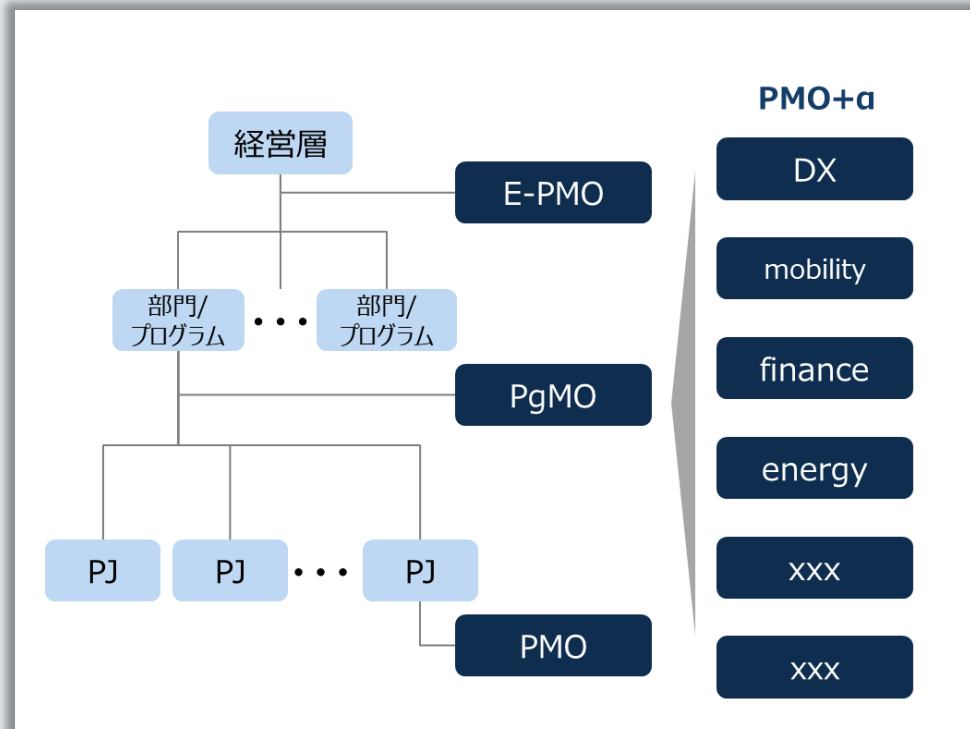 PMO+α
経営層
DX
E-PMO
mobility
部門/
プログラム
・・・
部門/
プログラム
finance
PgMO
energy
PJ
PJ
・・・
PJ
xxx
PMO
xxx